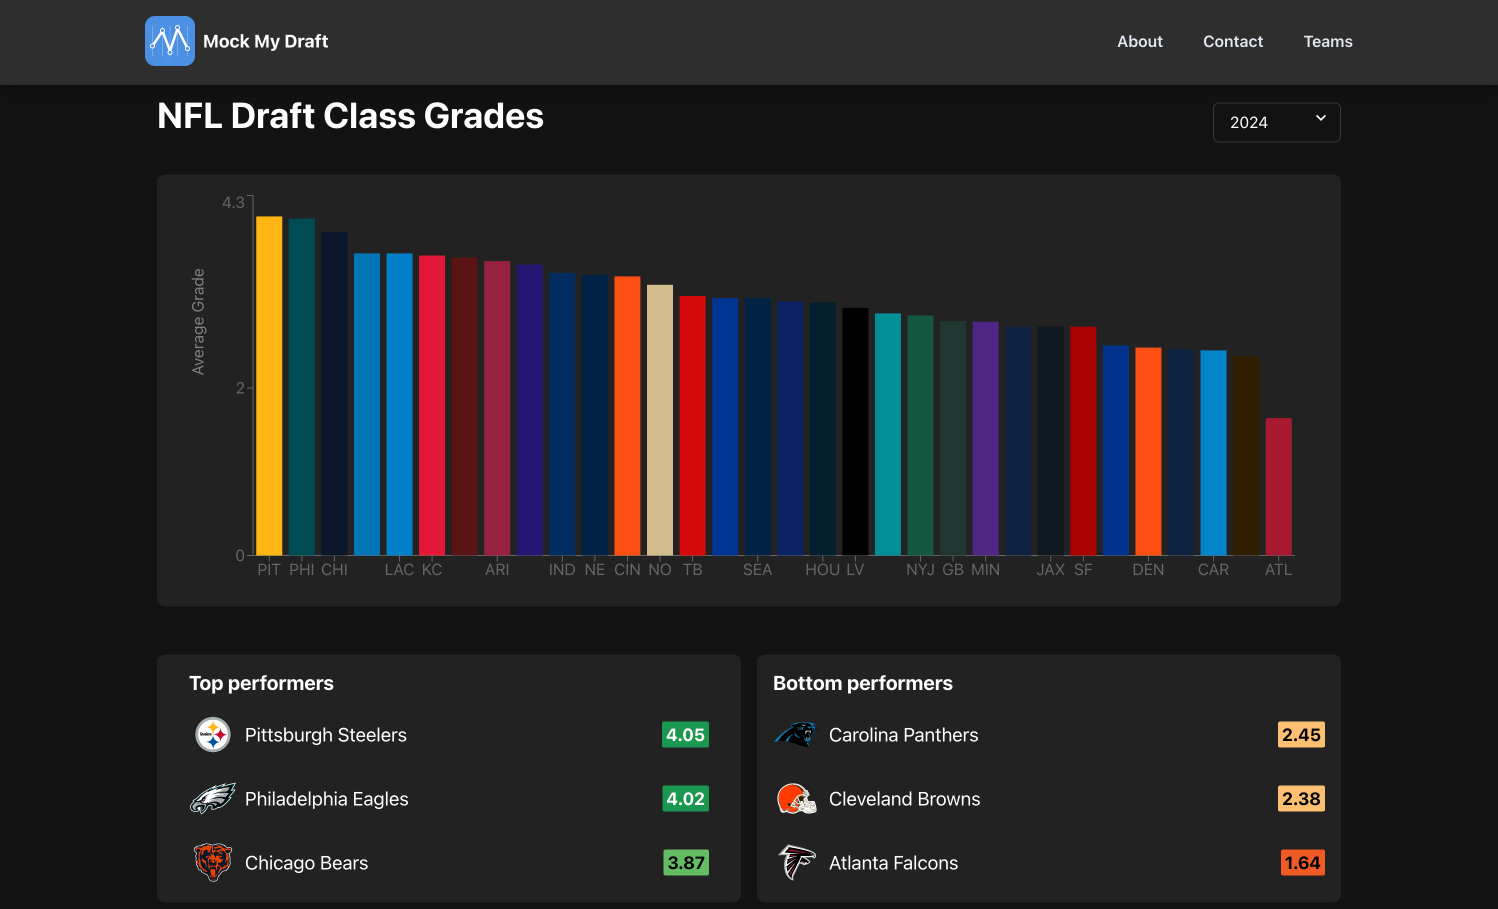 Mock My Draft
About
Contact
Teams
NFL Draft Class Grades
2024
4.3
2
0
Average Grade
PIT PHI CHI LAC KC ARI IND NE CIN NO TB SEA HOU LV NYJ GB MIN JAX SF DEN CAR ATL
Top performers
Pittsburgh Steelers 4.05
Philadelphia Eagles 4.02
Chicago Bears 3.87
Bottom performers
Carolina Panthers 2.45
Cleveland Browns 2.38
Atlanta Falcons 1.64